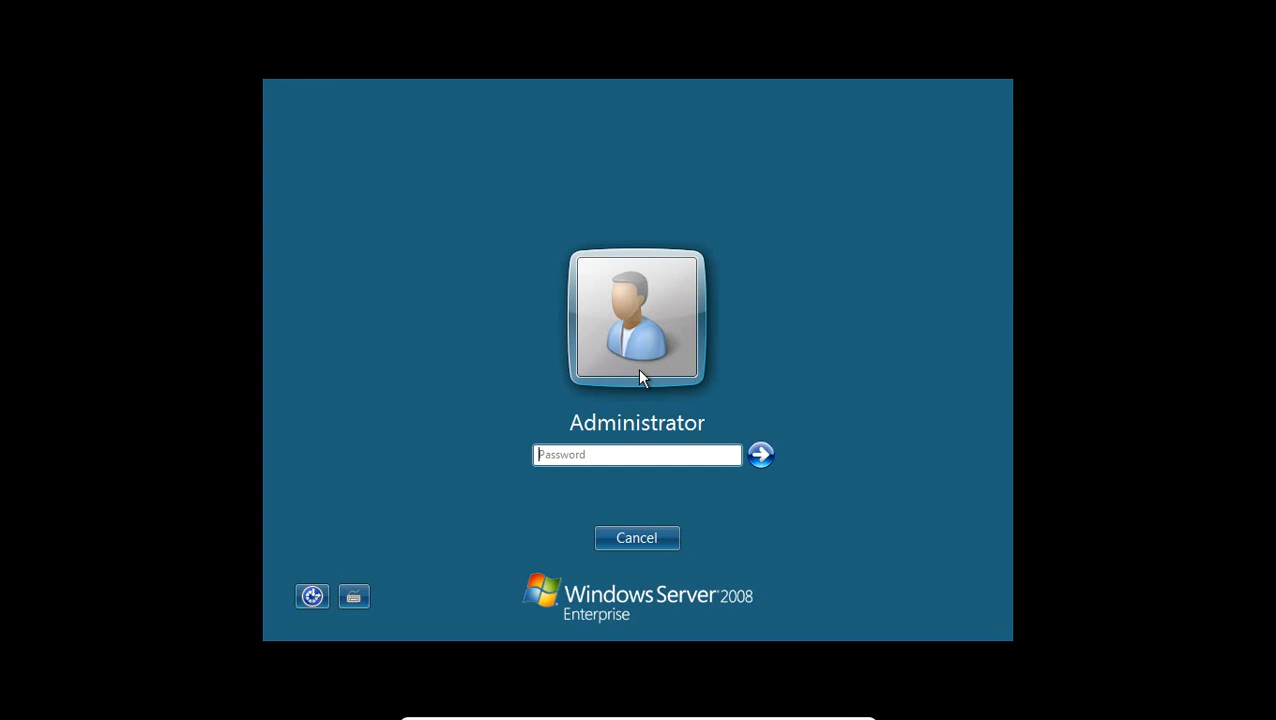 Administrator
Password
Cancel
Windows Server 2008
Enterprise